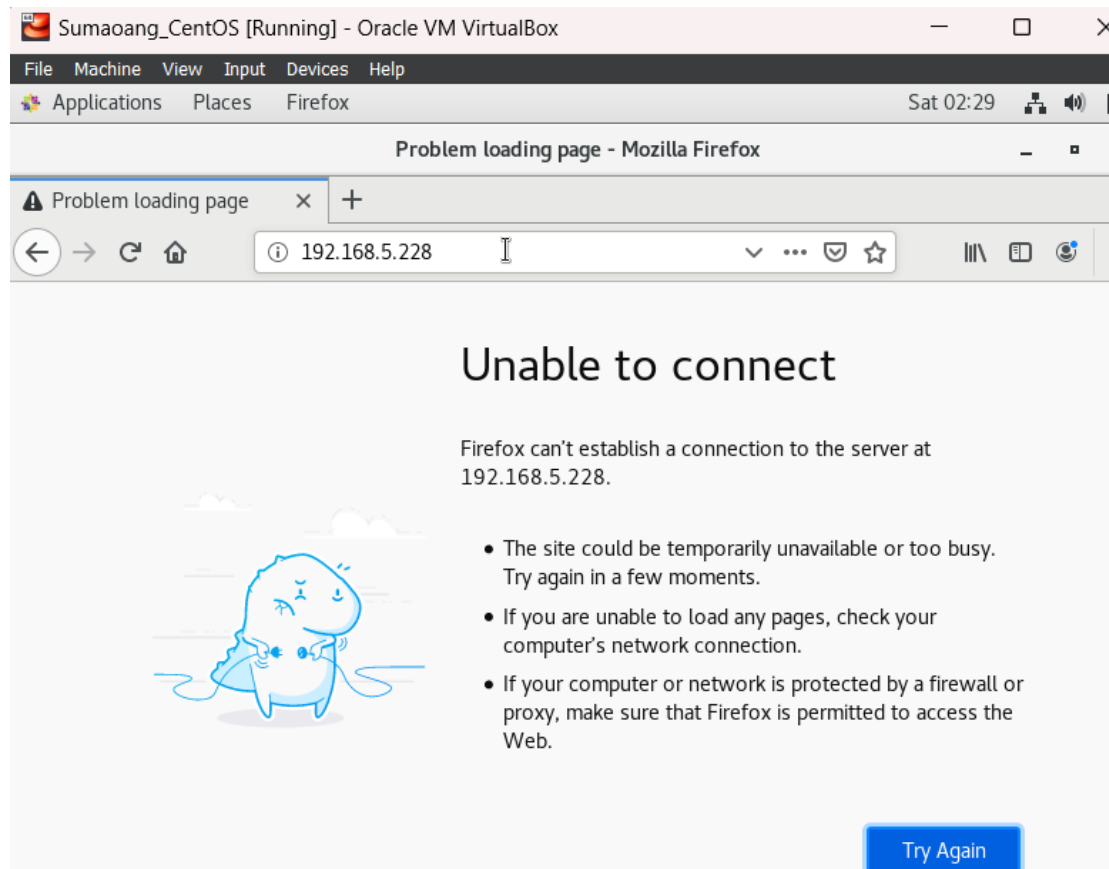 Sumaoang_CentOS [Running] - Oracle VM VirtualBox
File Machine View Input Devices Help
Applications Places Firefox Sat 02:29
Problem loading page - Mozilla Firefox
Problem loading page
192.168.5.228
Unable to connect
Firefox can’t establish a connection to the server at
192.168.5.228.
• The site could be temporarily unavailable or too busy.
Try again in a few moments.
• If you are unable to load any pages, check your
computer’s network connection.
• If your computer or network is protected by a firewall or
proxy, make sure that Firefox is permitted to access the
Web.
Try Again